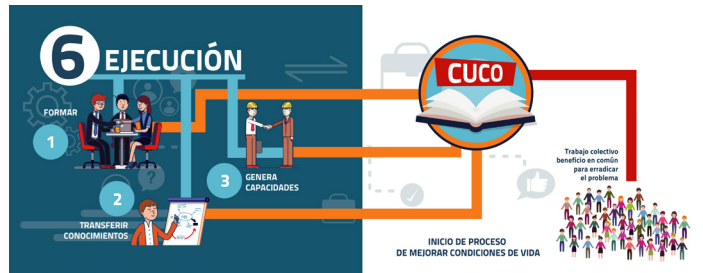 6 EJECUCIÓN
FORMAR
1
2
TRANSFERIR
CONOCIMIENTOS
3
GENERA
CAPACIDADES
CUCO
Trabajo colectivo
beneficio en común
para erradicar
el problema
INICIO DE PROCESO
DE MEJORAR CONDICIONES DE VIDA